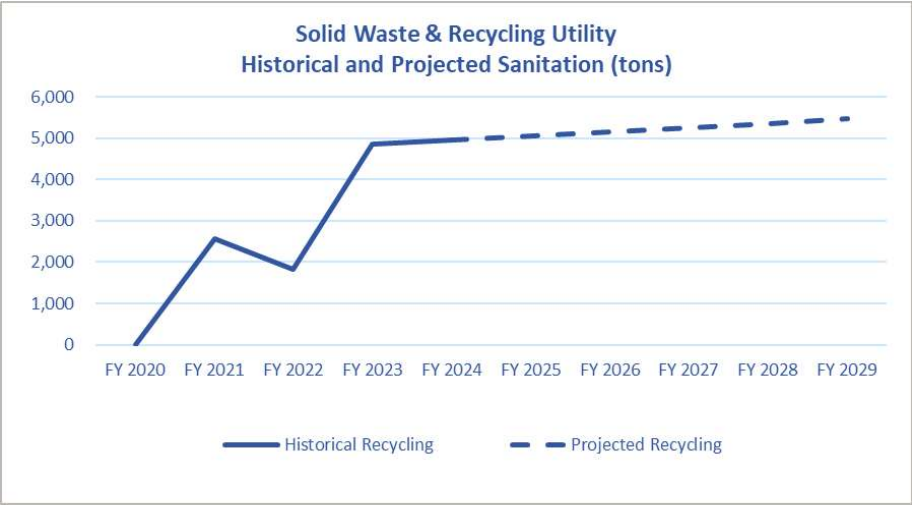 Solid Waste & Recycling Utility
Historical and Projected Sanitation (tons)
6,000
5,000
4,000
3,000
2,000
1,000
0
FY 2020 FY 2021 FY 2022 FY 2023 FY 2024 FY 2025 FY 2026 FY 2027 FY 2028 FY 2029
Historical Recycling Projected Recycling